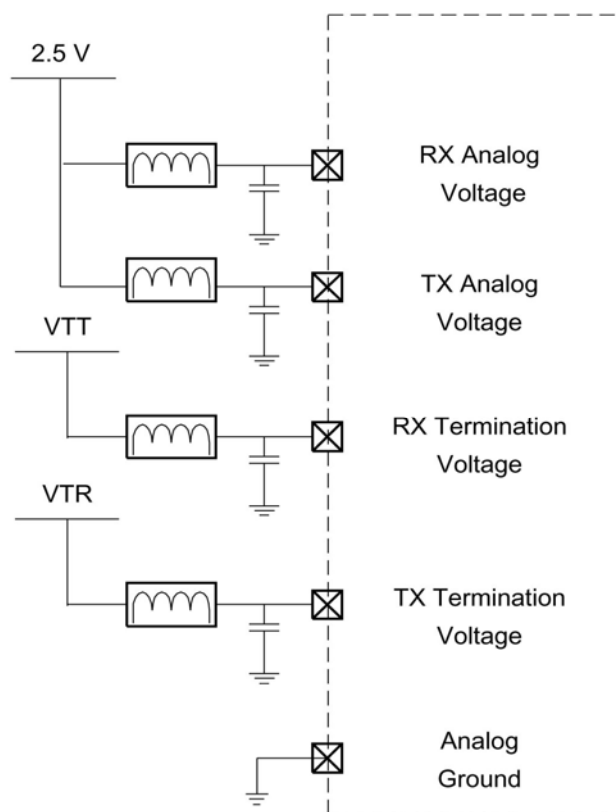 2.5 V
RX Analog
Voltage
TX Analog
Voltage
VTT
RX Termination
Voltage
VTR
TX Termination
Voltage
Analog
Ground